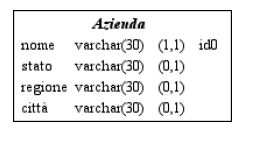 Azienda
nome varchar(30) (1,1) id0
stato varchar(30) (0,1)
regione varchar(30) (0,1)
città varchar(30) (0,1)